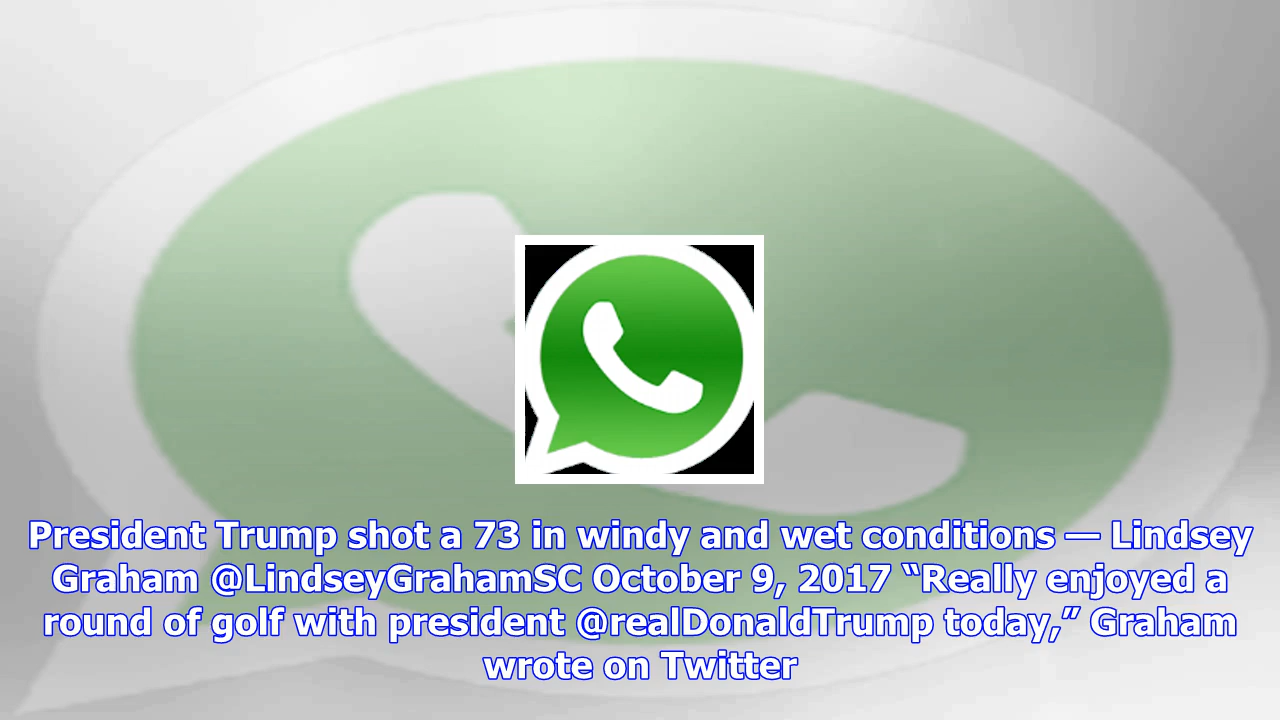 President Trump shot a 73 in windy and wet conditions — Lindsey
Graham @LindseyGrahamSC October 9, 2017 “Really enjoyed a
round of golf with president @realDonaldTrump today,” Graham
wrote on Twitter